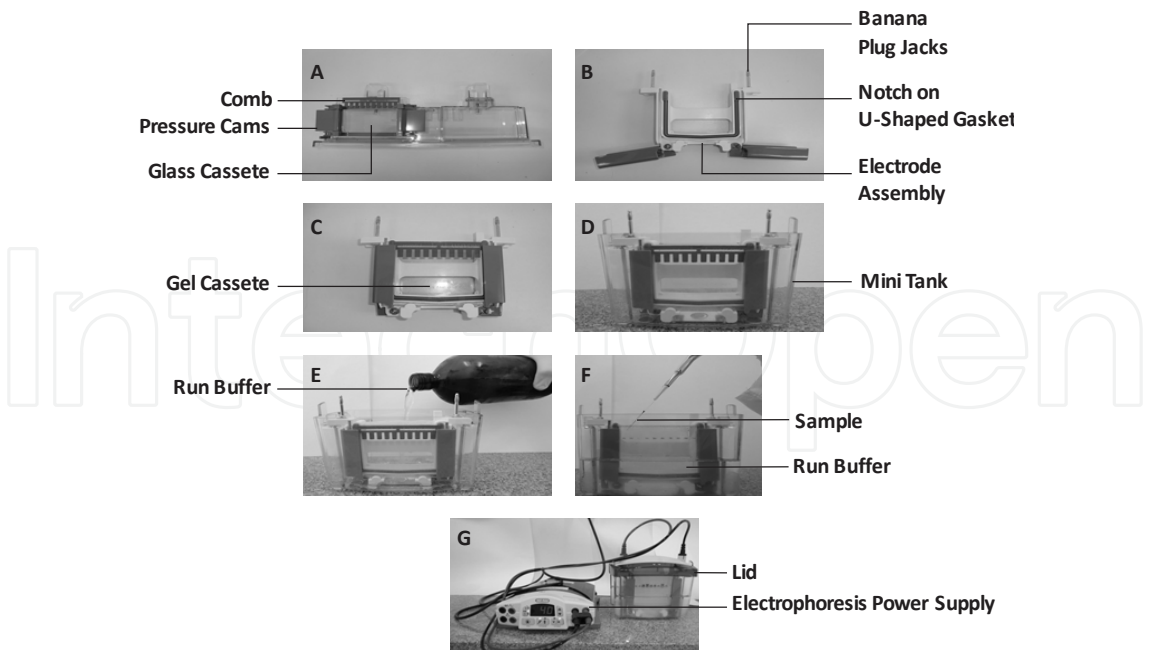 Banana
Plug Jacks
A
B
Comb
Pressure Cams
Notch on
U-Shaped Gasket
Glass Cassete
Electrode
Assembly
C
D
Gel Cassete
Mini Tank
E
F
Run Buffer
Sample
Run Buffer
G
Lid
Electrophoresis Power Supply
IntechOpen